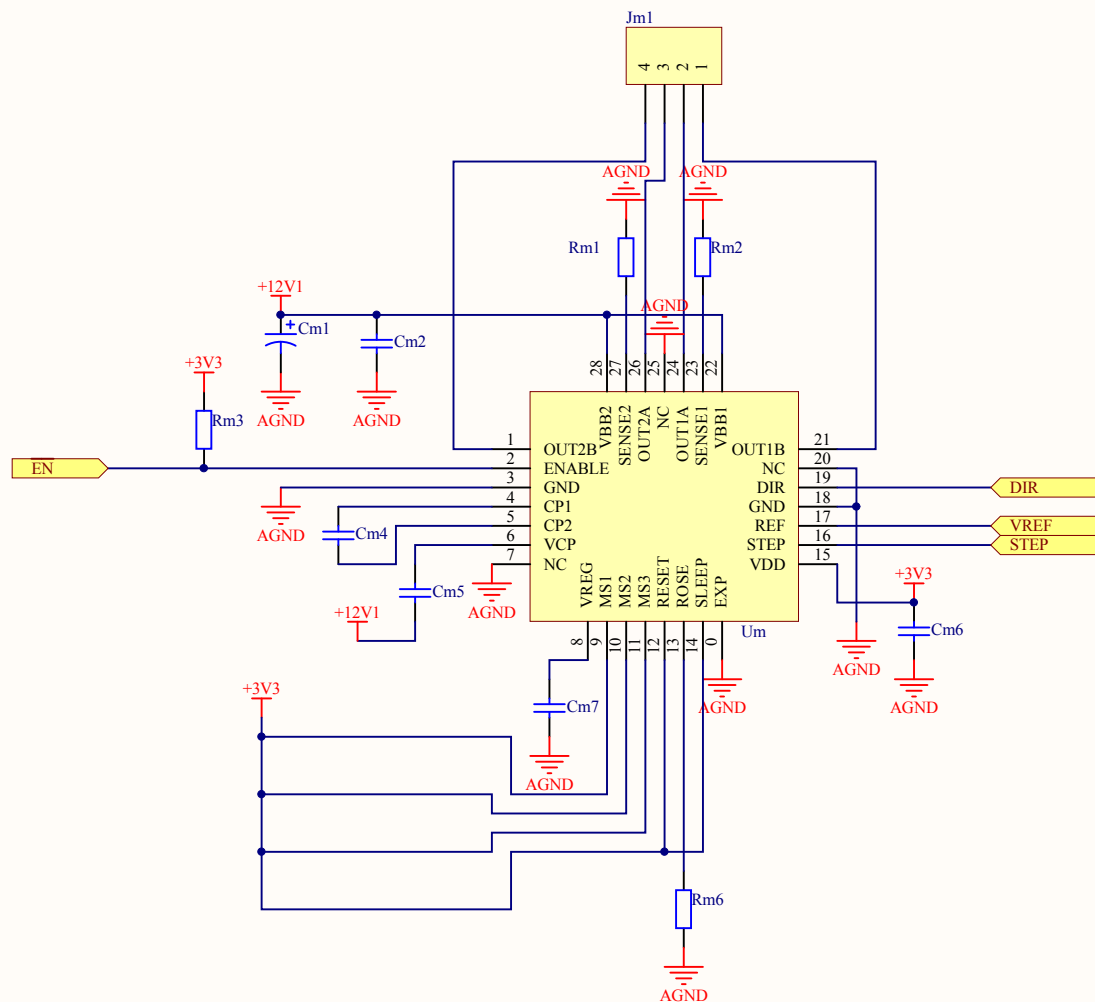 Jm1
4 3 2 1
AGND AGND
Rm1 Rm2
+12V1 AGND
Cm1 Cm2
+3V3
28 27 26 25 24 23 22
AGND AGND
Rm3
VBB2 SENSE2 OUT2A NC OUT1A SENSE1 VBB1
1 OUT2B OUT1B 21
EN 2 ENABLE NC 20
3 GND DIR 19 DIR
4 CP1 GND 18
AGND
5 CP2 REF 17 VREF
Cm4
6 VCP STEP 16 STEP
7 NC VDD 15
AGND
Cm5
+3V3
VREG MS1 MS2 MS3 RESET ROSE SLEEP EXP
+12V1
Um
Cm6
8 9 10 11 12 13 14 0
AGND
+3V3
Cm7
AGND
AGND
AGND
Rm6
AGND